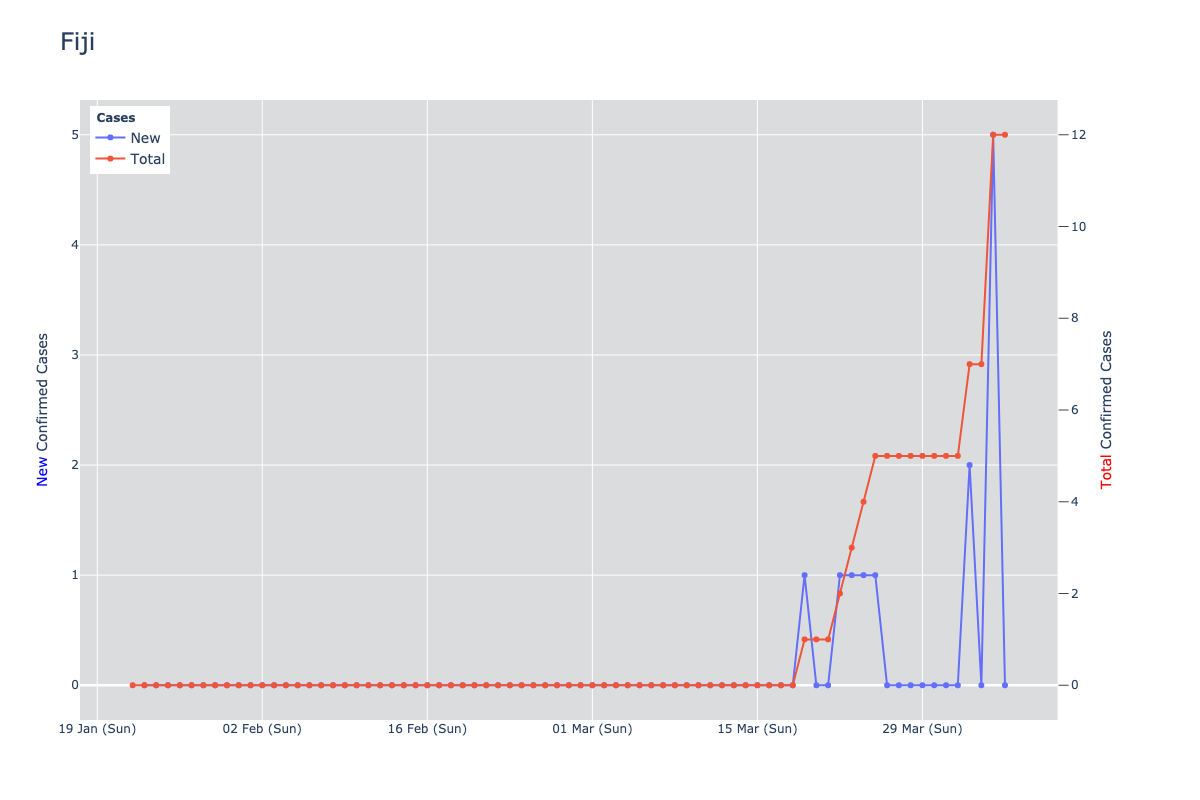 Fiji
Cases
New
Total
5
4
3
2
1
0
12
10
8
6
4
2
0
New Confirmed Cases
Total Confirmed Cases
19 Jan (Sun)
02 Feb (Sun)
16 Feb (Sun)
01 Mar (Sun)
15 Mar (Sun)
29 Mar (Sun)